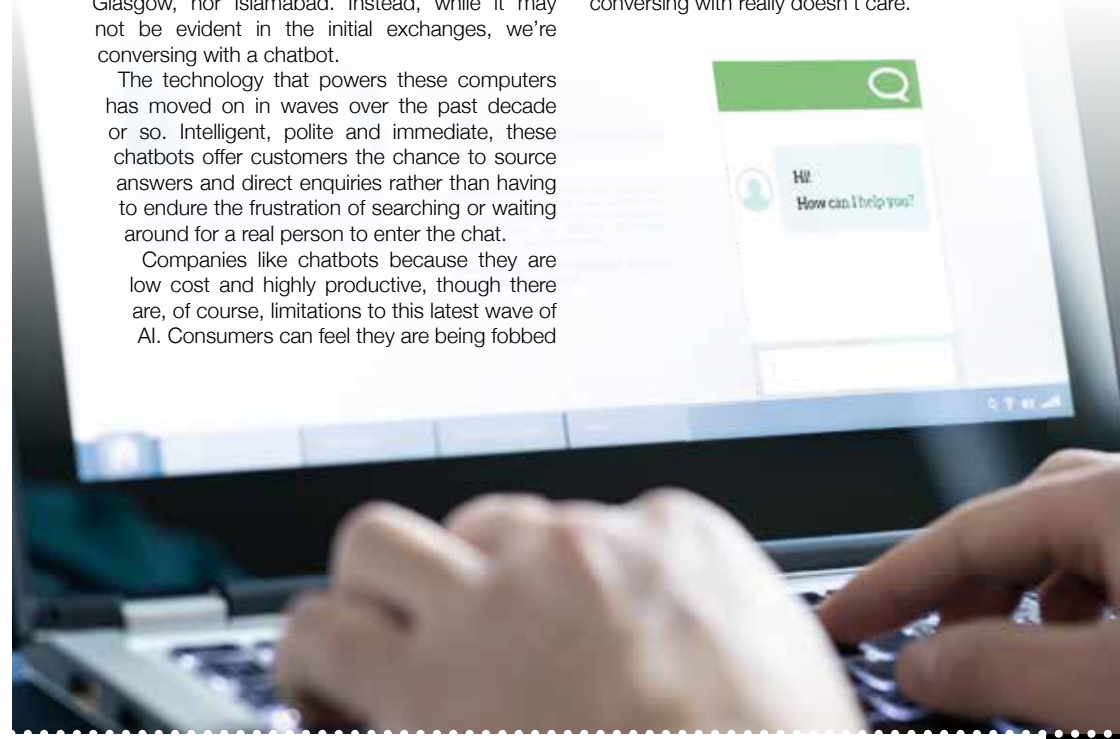 Glasgow, nor Islamabad. Instead, while it may
not be evident in the initial exchanges, we're
conversing with a chatbot.
The technology that powers these computers
has moved on in waves over the past decade
or so. Intelligent, polite and immediate, these
chatbots offer customers the chance to source
answers and direct enquiries rather than having
to endure the frustration of searching or waiting
around for a real person to enter the chat.
Companies like chatbots because they are
low cost and highly productive, though there
are, of course, limitations to this latest wave of
AI. Consumers can feel they are being fobbed
conversing with really doesn't care.
Hi!
How can I help you?